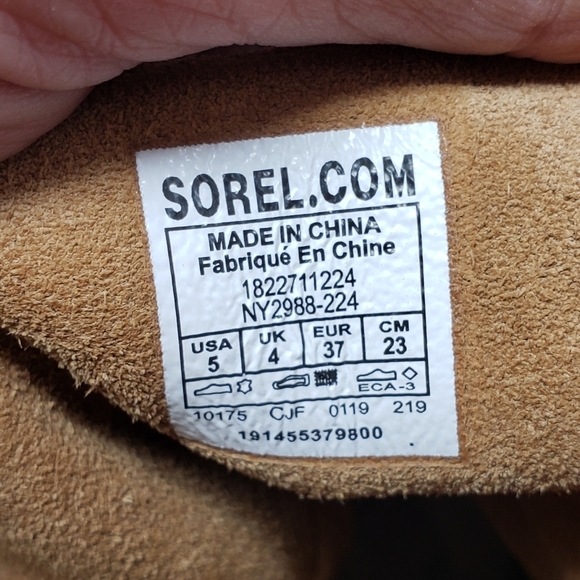 SOREL.COM
MADE IN CHINA
Fabriqué En Chine
1822711224
NY2988-224
USA UK EUR CM
5 4 37 23
ECA-3
10175 CJF 0119 219
191455379800